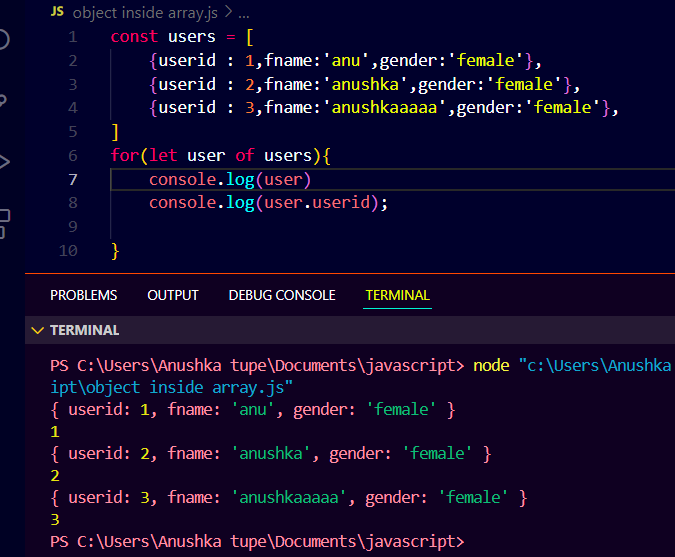 JS object inside array.js > ...
1 const users = [
2 {userid : 1,fname:'anu',gender:'female'},
3 {userid : 2,fname:'anushka',gender:'female'},
4 {userid : 3,fname:'anushkaaaaa',gender:'female'},
5 ]
6 for(let user of users){
7 console.log(user)
8 console.log(user.userid);
9
10 }
PROBLEMS OUTPUT DEBUG CONSOLE TERMINAL
TERMINAL
PS C:\Users\Anushka tupe\Documents\javascript> node "c:\Users\Anushka
ipt\object inside array.js"
{ userid: 1, fname: 'anu', gender: 'female' }
1
{ userid: 2, fname: 'anushka', gender: 'female' }
2
{ userid: 3, fname: 'anushkaaaaa', gender: 'female' }
3
PS C:\Users\Anushka tupe\Documents\javascript>